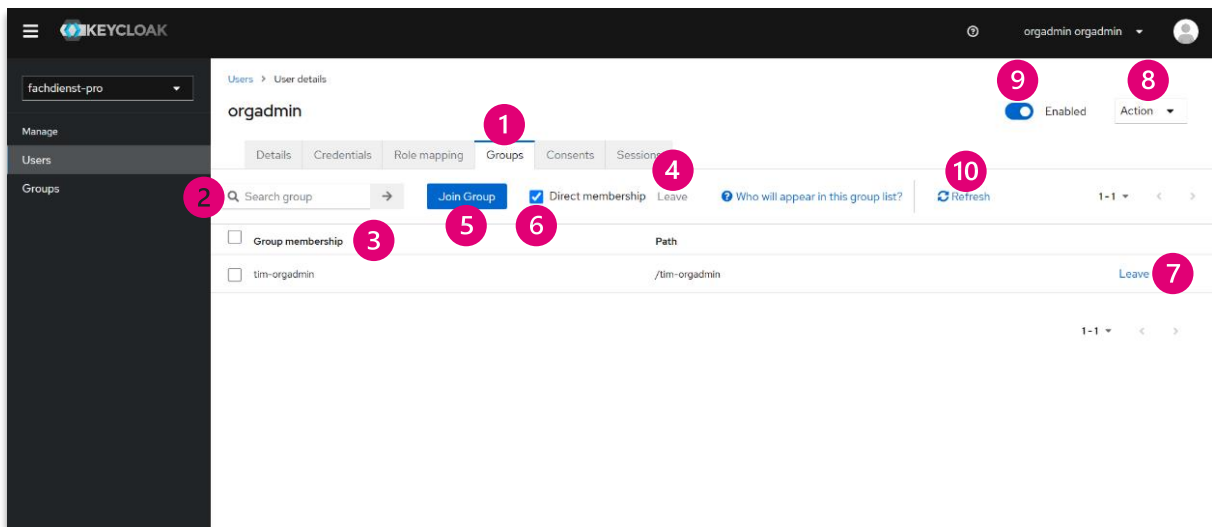 KEYCLOAK
orgadmin orgadmin
fachdienst-pro
Manage
Users
Groups
Users > User details
orgadmin
9
Enabled
8
Action
1
Details Credentials Role mapping Groups Consents Sessions
2
Search group
Join Group
5
Direct membership
6
4
Leave
Who will appear in this group list?
10
Refresh
1-1
Group membership
3
Path
tim-orgadmin
/tim-orgadmin
Leave
7
1-1